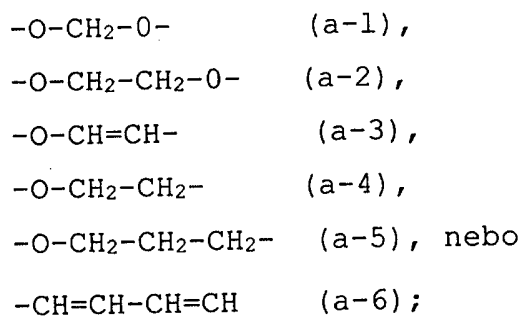 -O-CH2-O- (a-1),
-O-CH2-CH2-O- (a-2),
-O-CH=CH- (a-3),
-O-CH2-CH2- (a-4),
-O-CH2-CH2-CH2- (a-5), nebo
-CH=CH-CH=CH (a-6);